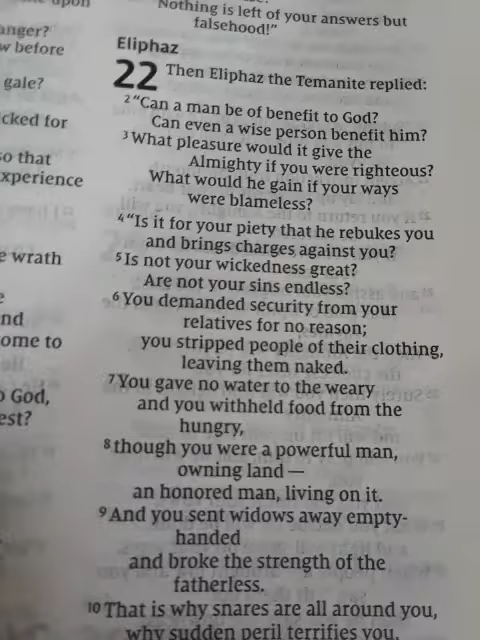 upon
anger?
w before
gale?
cked for
so that
xperience
e wrath
e
nd
ome to
o God,
est?
Nothing is left of your answers but
falsehood!”
Eliphaz
22 Then Eliphaz the Temanite replied:
2 “Can a man be of benefit to God?
Can even a wise person benefit him?
3 What pleasure would it give the
Almighty if you were righteous?
What would he gain if your ways
were blameless?
4 “Is it for your piety that he rebukes you
and brings charges against you?
5 Is not your wickedness great?
Are not your sins endless?
6 You demanded security from your
relatives for no reason;
you stripped people of their clothing,
leaving them naked.
7 You gave no water to the weary
and you withheld food from the
hungry,
8 though you were a powerful man,
owning land —
an honored man, living on it.
9 And you sent widows away empty-
handed
and broke the strength of the
fatherless.
10 That is why snares are all around you,
why sudden peril terrifies you,